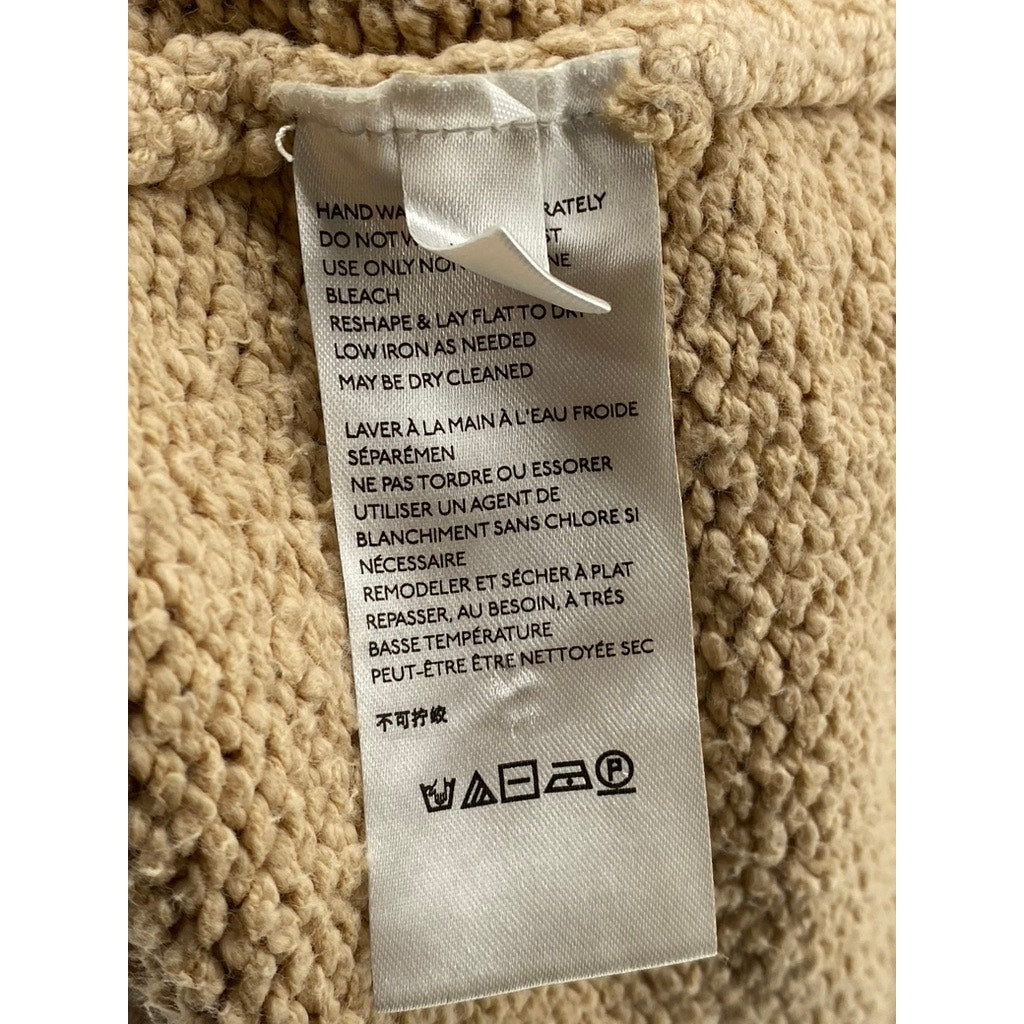 HAND WA RATELY
DO NOT W ST
USE ONLY NON NE
BLEACH
RESHAPE & LAY FLAT TO DRY
LOW IRON AS NEEDED
MAY BE DRY CLEANED
LAVER À LA MAIN À L'EAU FROIDE
SÉPARÉMEN
NE PAS TORDRE OU ESSORER
UTILISER UN AGENT DE
BLANCHIMENT SANS CHLORE SI
NÉCESSAIRE
REMODELER ET SÉCHER À PLAT
REPASSER, AU BESOIN, À TRÉS
BASSE TEMPÉRATURE
PEUT-ÊTRE ÊTRE NETTOYÉE SEC
不可拧绞
P